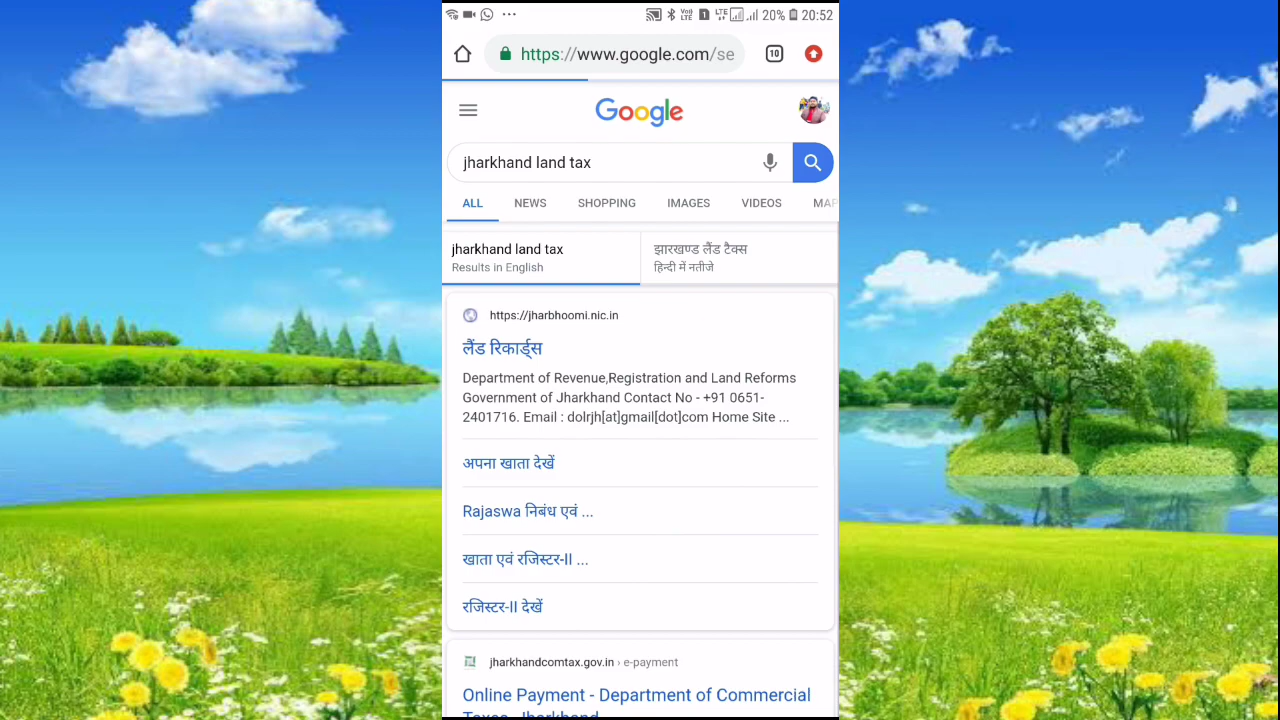 20% 20:52
https://www.google.com/se 10
Google
jharkhand land tax
ALL NEWS SHOPPING IMAGES VIDEOS MAP
jharkhand land tax
Results in English
झारखण्ड लैंड टैक्स
हिन्दी में नतीजे
https://jharbhoomi.nic.in
लैंड रिकार्ड्स
Department of Revenue,Registration and Land Reforms
Government of Jharkhand Contact No - +91 0651-
2401716. Email : dolrjh[at]gmail[dot]com Home Site ...
अपना खाता देखें
Rajaswa निबंध एवं ...
खाता एवं रजिस्टर-II ...
रजिस्टर-II देखें
jharkhandcomtax.gov.in › e-payment
Online Payment - Department of Commercial
Taxes, Jharkhand